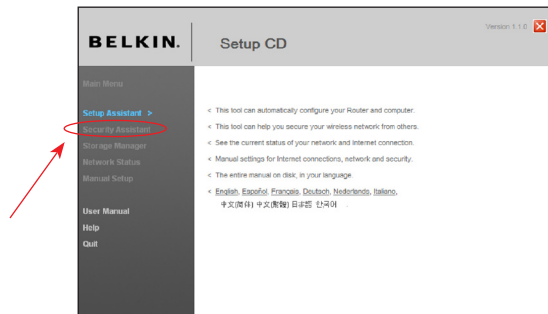 Version 1.1.0
BELKIN.
Setup CD
Main Menu
Setup Assistant >
Security Assistant
Storage Manager
Network Status
Manual Setup
User Manual
Help
Quit
< This tool can automatically configure your Router and computer.
< This tool can help you secure your wireless network from others.
< See the current status of your network and Internet connection.
< Manual settings for Internet connections, network and security.
< The entire manual on disk, in your language.
< English, Español, Français, Deutsch, Nederlands, Italiano,
中文(简体) 中文(繁體) 日本語 한국어